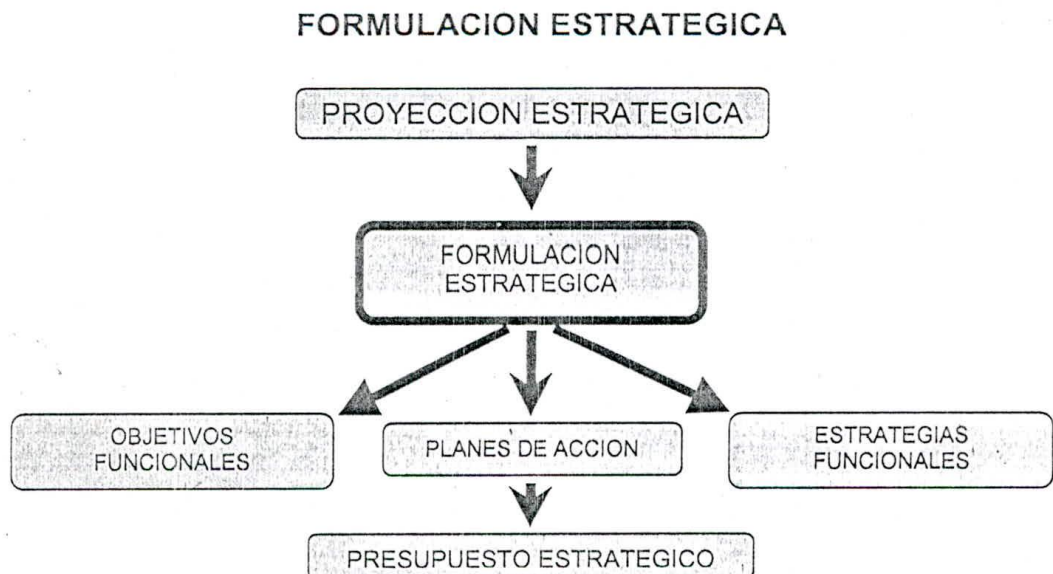 FORMULACION ESTRATEGICA
PROYECCION ESTRATEGICA
FORMULACION
ESTRATEGICA
OBJETIVOS
FUNCIONALES
PLANES DE ACCION
ESTRATEGIAS
FUNCIONALES
PRESUPUESTO ESTRATEGICO